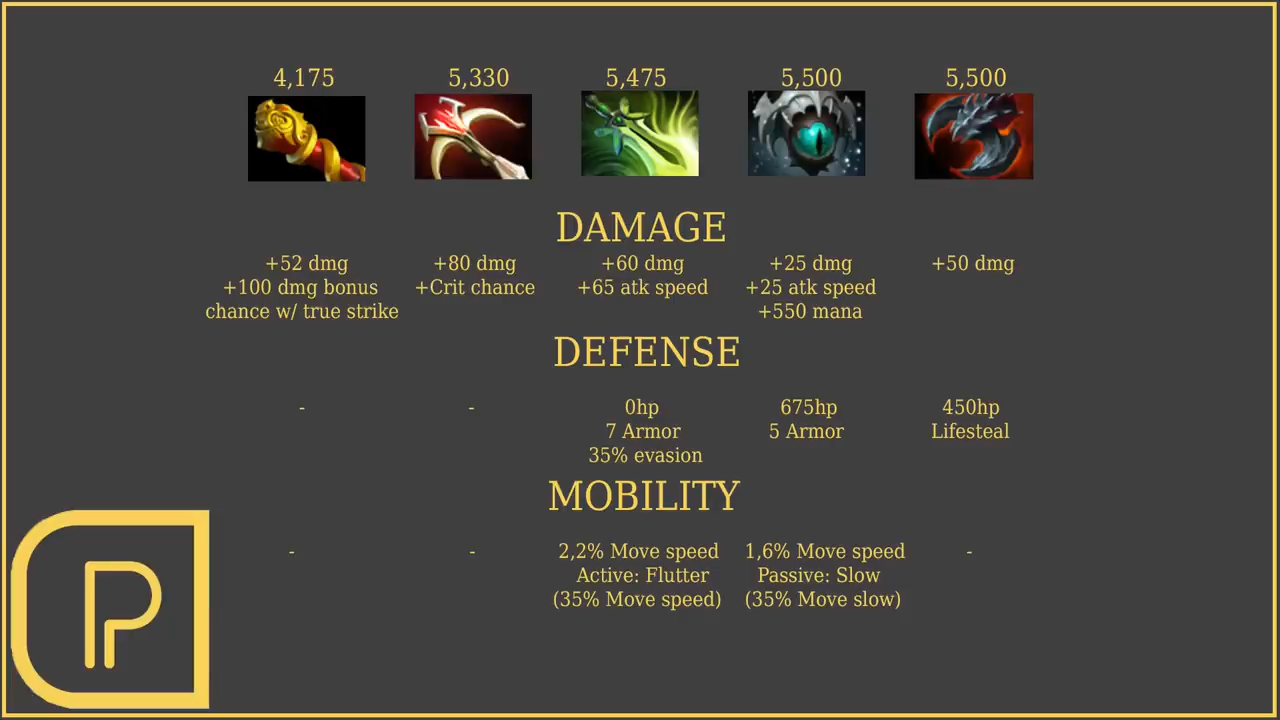 4,175 5,330 5,475 5,500 5,500
DAMAGE
+52 dmg +80 dmg +60 dmg +25 dmg +50 dmg
+100 dmg bonus +Crit chance +65 atk speed +25 atk speed
chance w/ true strike +550 mana
DEFENSE
- - 0hp 675hp 450hp
7 Armor 5 Armor Lifesteal
35% evasion
MOBILITY
- - 2,2% Move speed 1,6% Move speed -
Active: Flutter Passive: Slow
(35% Move speed) (35% Move slow)
P